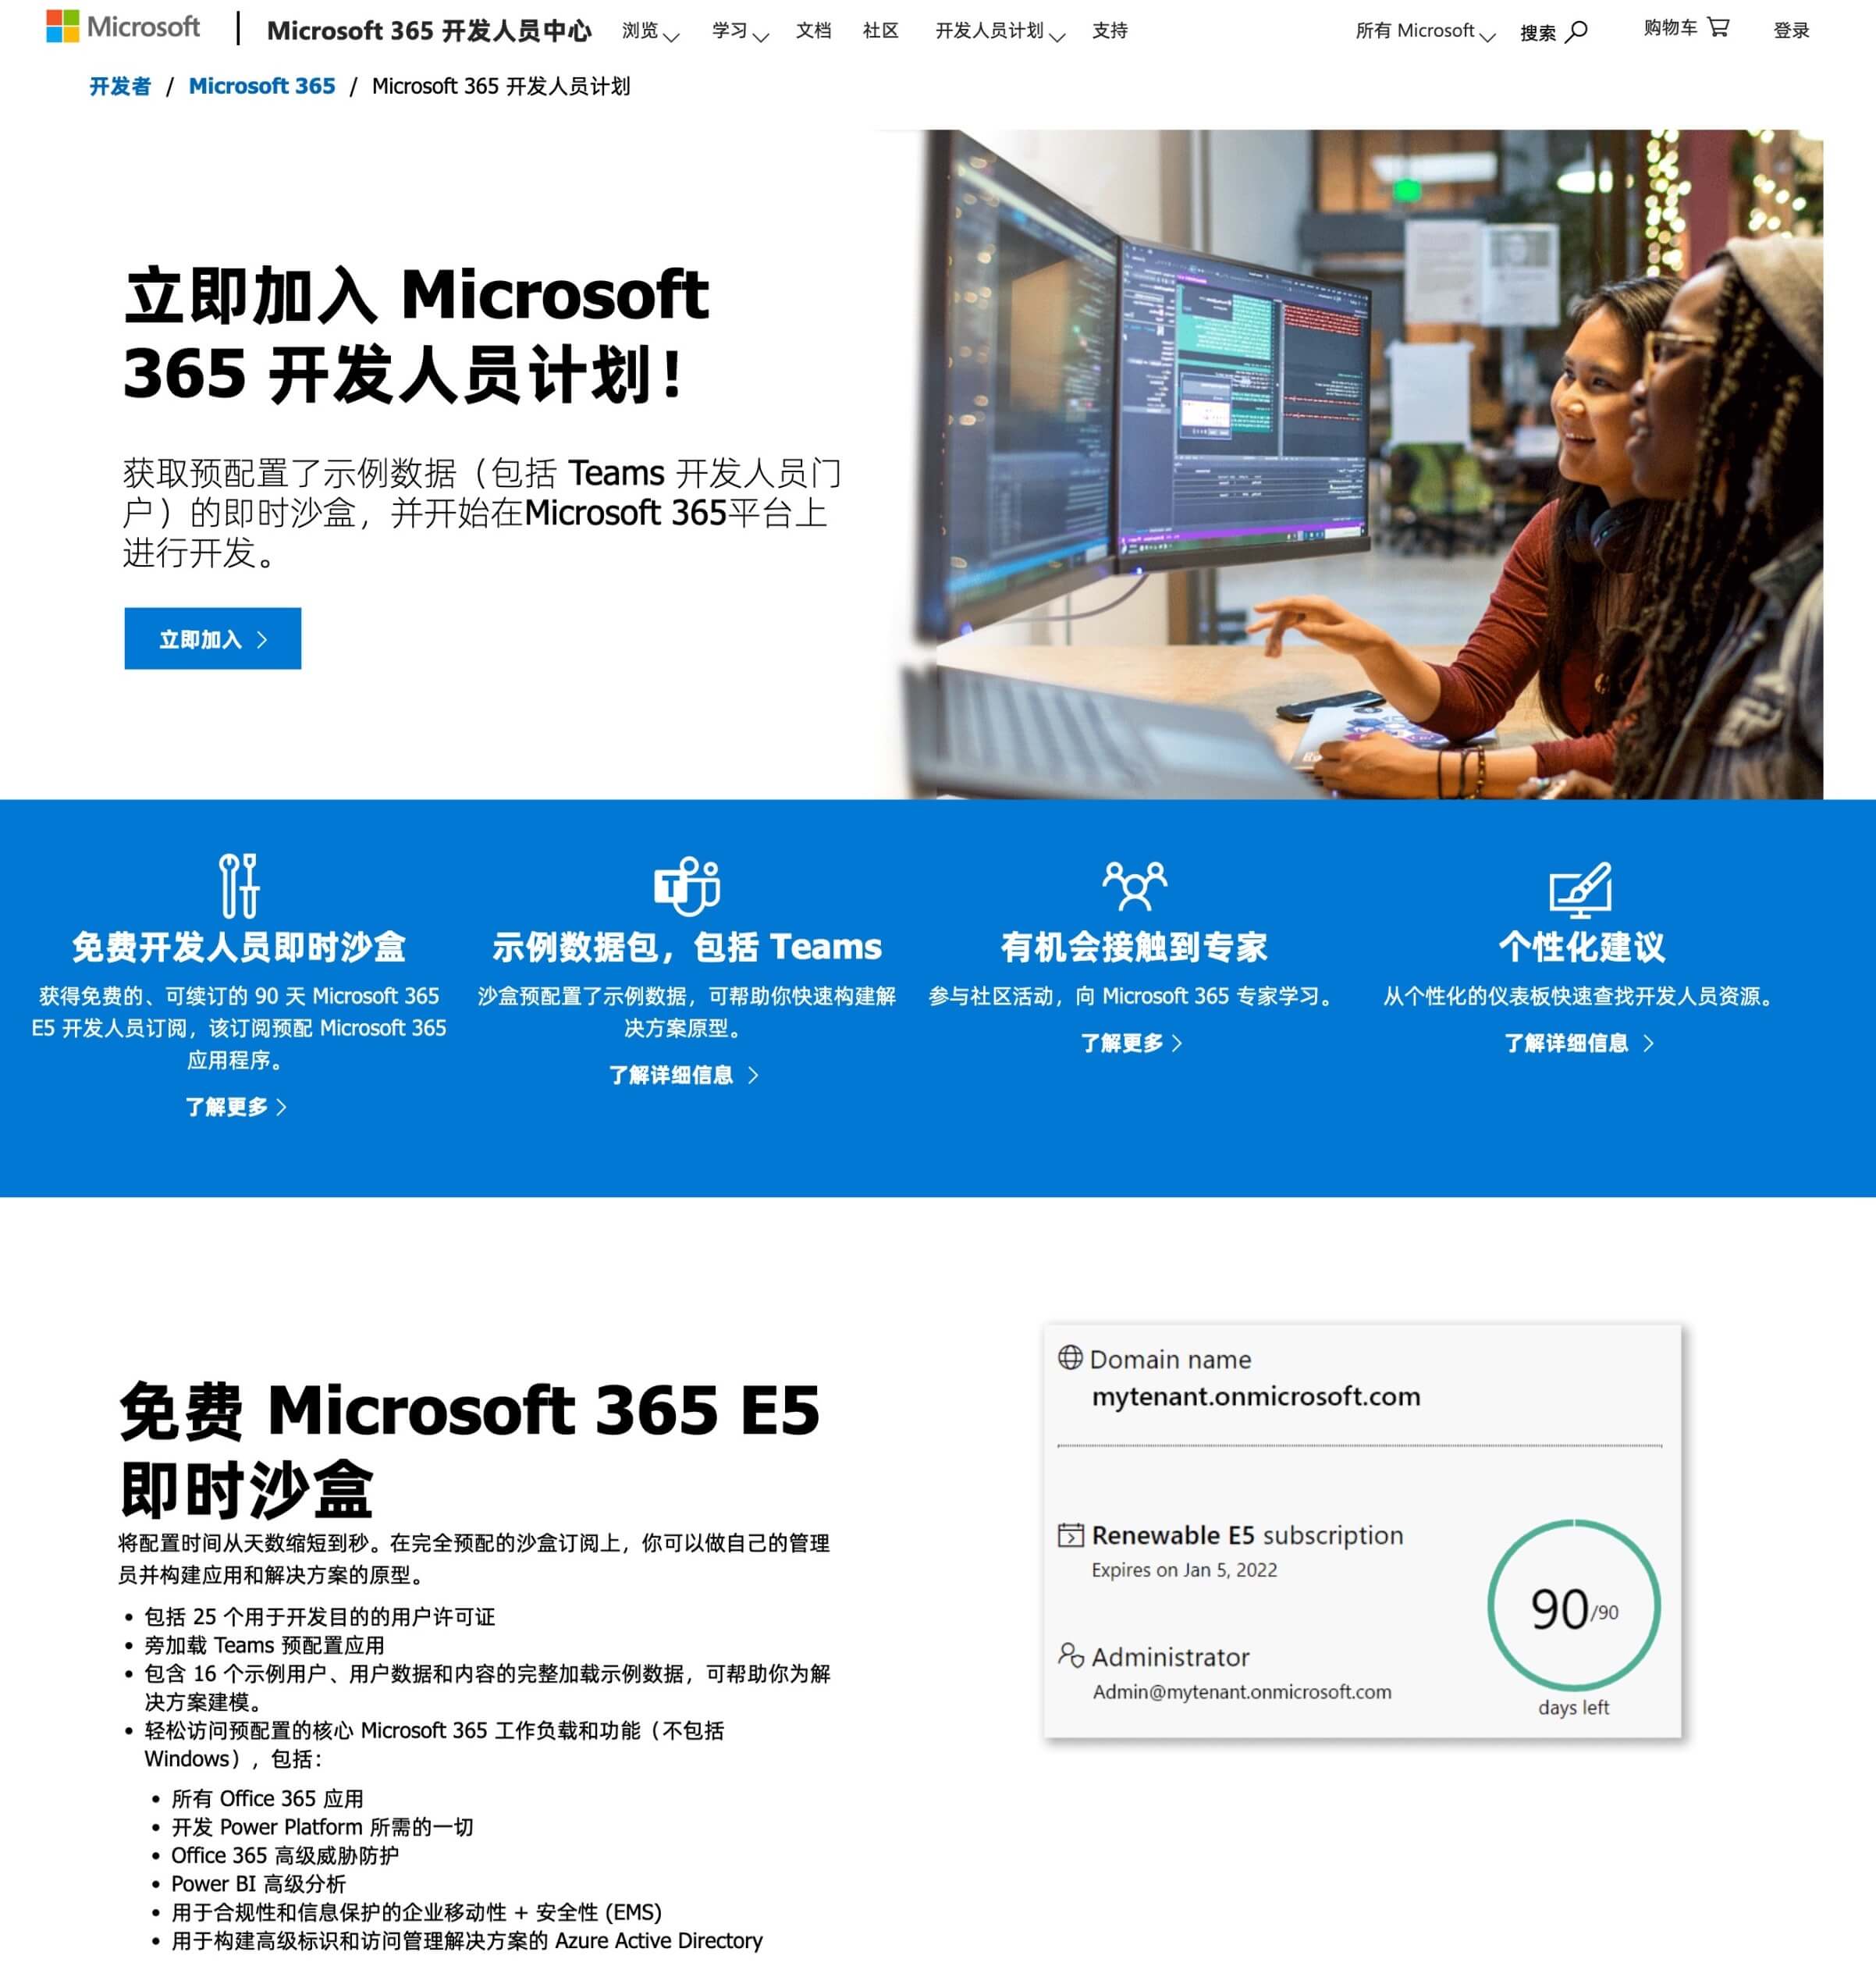 Microsoft
Microsoft 365 开发人员中心
浏览
学习
文档
社区
开发人员计划
支持
所有 Microsoft
搜索
购物车
登录
开发者 / Microsoft 365 / Microsoft 365 开发人员计划
立即加入 Microsoft
365 开发人员计划！
获取预配置了示例数据（包括 Teams 开发人员门
户）的即时沙盒，并开始在Microsoft 365平台上
进行开发。
立即加入
免费开发人员即时沙盒
获得免费的、可续订的 90 天 Microsoft 365
E5 开发人员订阅，该订阅预配 Microsoft 365
应用程序。
了解更多
T
示例数据包，包括 Teams
沙盒预配置了示例数据，可帮助你快速构建解
决方案原型。
了解详细信息
有机会接触到专家
参与社区活动，向 Microsoft 365 专家学习。
了解更多
个性化建议
从个性化的仪表板快速查找开发人员资源。
了解详细信息
免费 Microsoft 365 E5
即时沙盒
将配置时间从天数缩短到秒。在完全预配的沙盒订阅上，你可以做自己的管理
员并构建应用和解决方案的原型。
• 包括 25 个用于开发目的的用户许可证
• 旁加载 Teams 预配置应用
• 包含 16 个示例用户、用户数据和内容的完整加载示例数据，可帮助你为解
决方案建模。
• 轻松访问预配置的核心 Microsoft 365 工作负载和功能（不包括
Windows），包括：
• 所有 Office 365 应用
• 开发 Power Platform 所需的一切
• Office 365 高级威胁防护
• Power BI 高级分析
• 用于合规性和信息保护的企业移动性 + 安全性 (EMS)
• 用于构建高级标识和访问管理解决方案的 Azure Active Directory
Domain name
mytenant.onmicrosoft.com
Renewable E5 subscription
Expires on Jan 5, 2022
90/90
days left
Administrator
Admin@mytenant.onmicrosoft.com